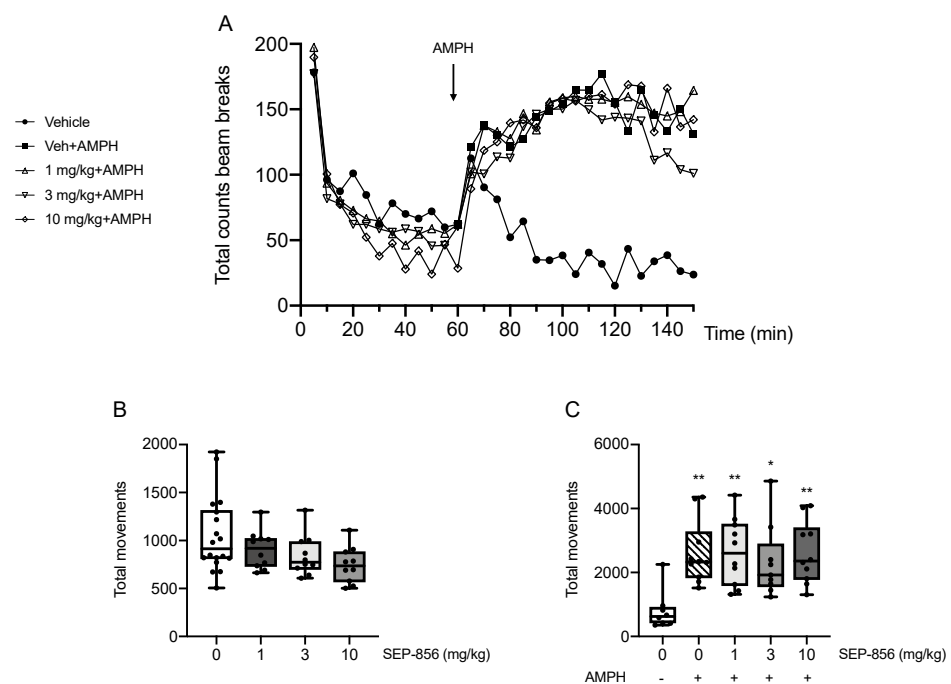 A
Vehicle
Veh+AMPH
1 mg/kg+AMPH
3 mg/kg+AMPH
10 mg/kg+AMPH
Total counts beam breaks
200
150
100
50
0
AMPH
0 20 40 60 80 100 120 140
Time (min)
B
Total movements
2000
1500
1000
500
0
0 1 3 10 SEP-856 (mg/kg)
C
Total movements
6000
4000
2000
0
** ** * **
0 0 1 3 10 SEP-856 (mg/kg)
AMPH - + + + +